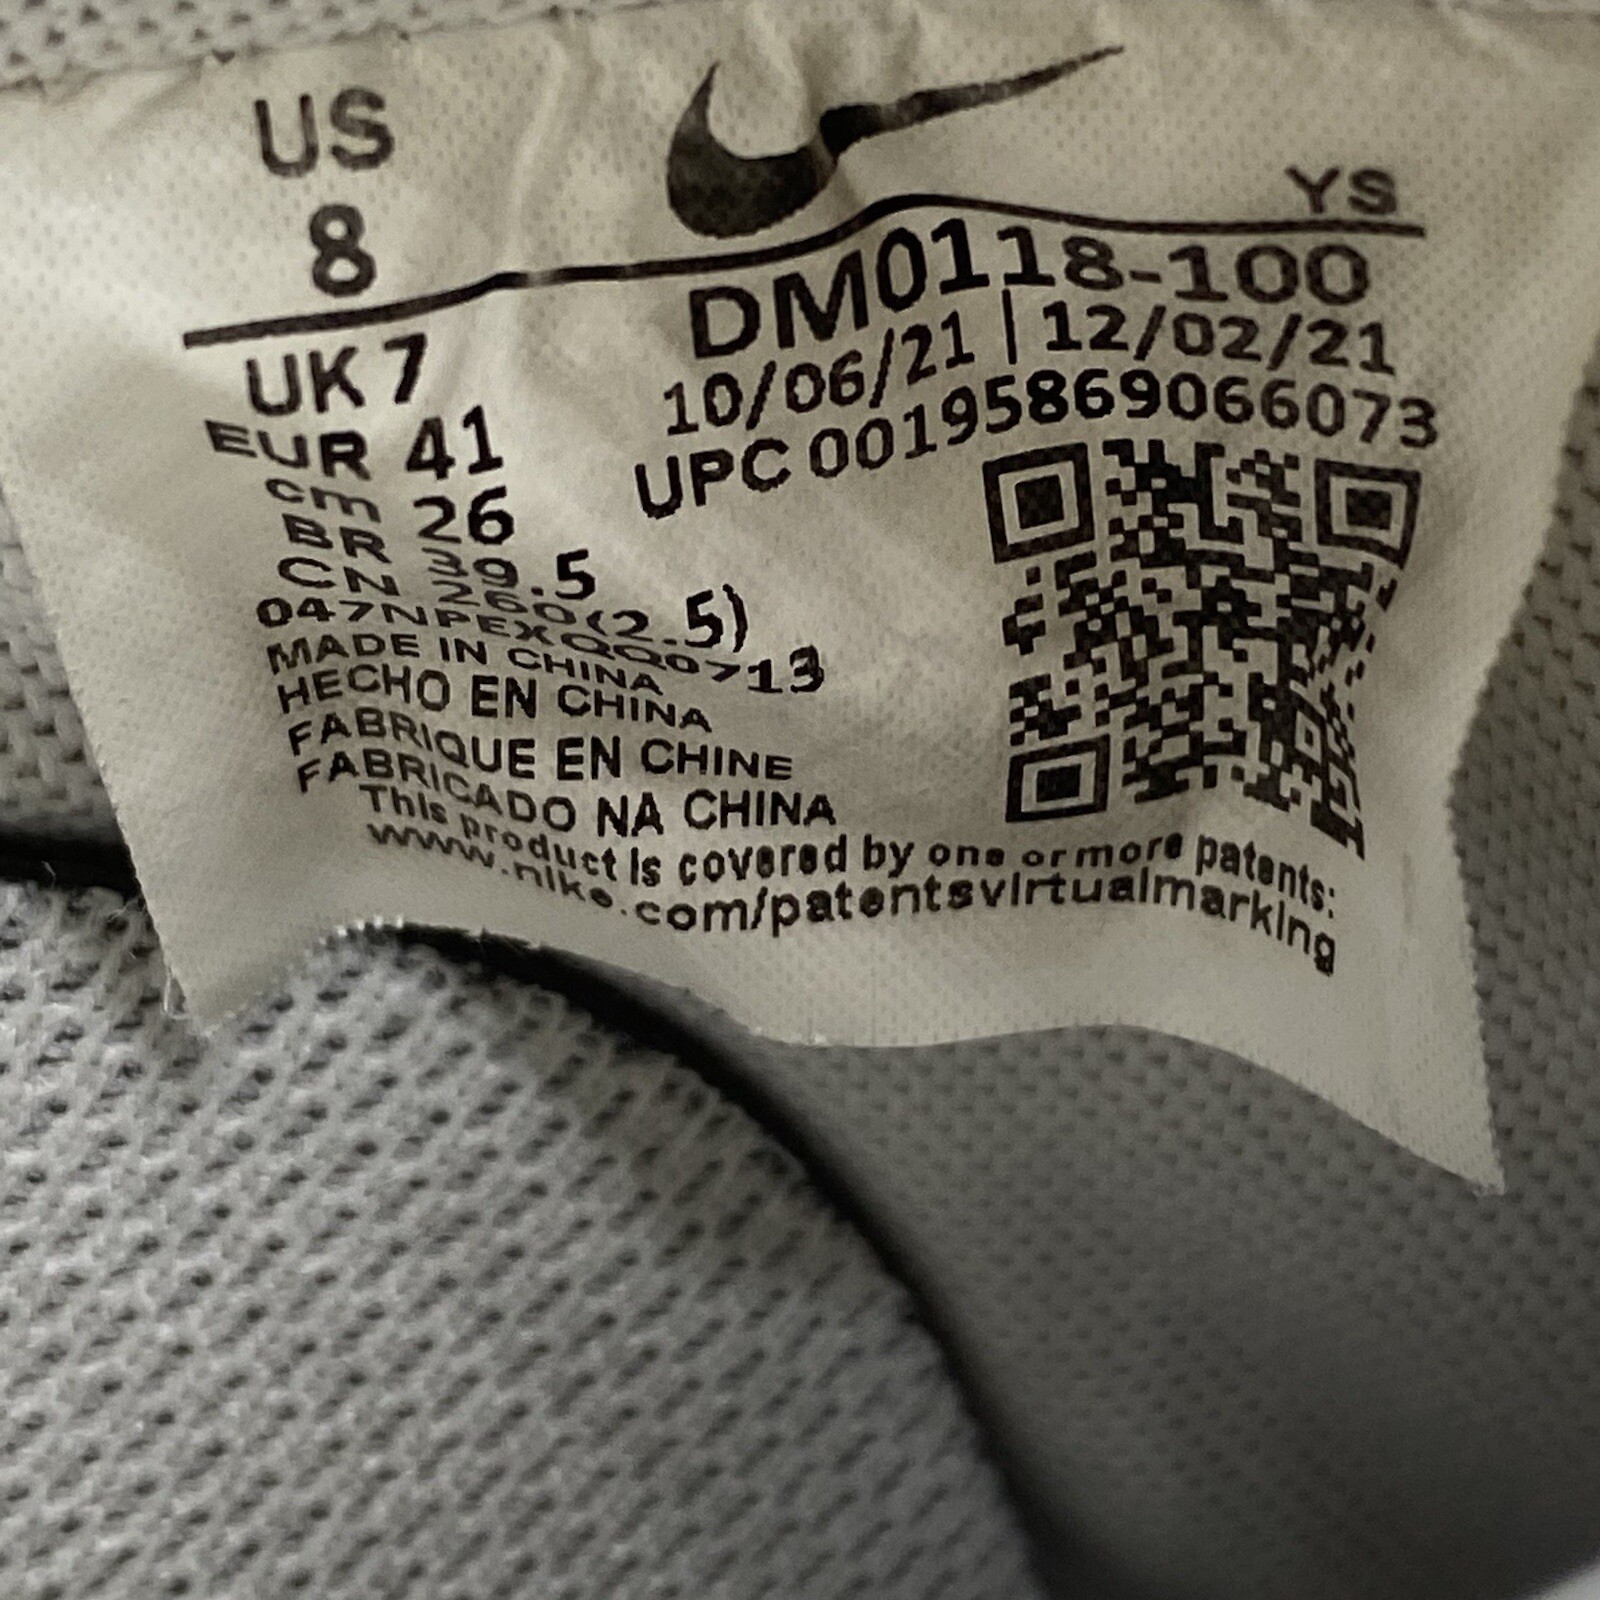 US
8
YS
UK 7
EUR 41
cm 26
BR 39.5
CN 260(2.5)
047NPEXQQ0713
MADE IN CHINA
HECHO EN CHINA
FABRIQUE EN CHINE
FABRICADO NA CHINA
DM0118-100
10/06/21 | 12/02/21
UPC 00195869066073
This product is covered by one or more patents:
www.nike.com/patentsvirtualmarking